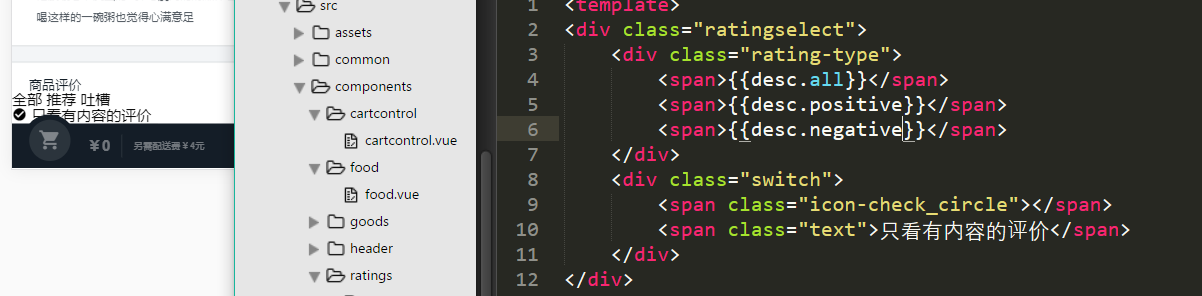 喝这样的一碗粥也觉得心满意足
商品评价
全部 推荐 吐槽
只看有内容的评价
¥0
另需配送费¥4元
src
assets
common
components
cartcontrol
cartcontrol.vue
food
food.vue
goods
header
ratings
1 <template>
2 <div class="ratingselect">
3 <div class="rating-type">
4 <span>{{desc.all}}</span>
5 <span>{{desc.positive}}</span>
6 <span>{{desc.negative}}</span>
7 </div>
8 <div class="switch">
9 <span class="icon-check_circle"></span>
10 <span class="text">只看有内容的评价</span>
11 </div>
12 </div>